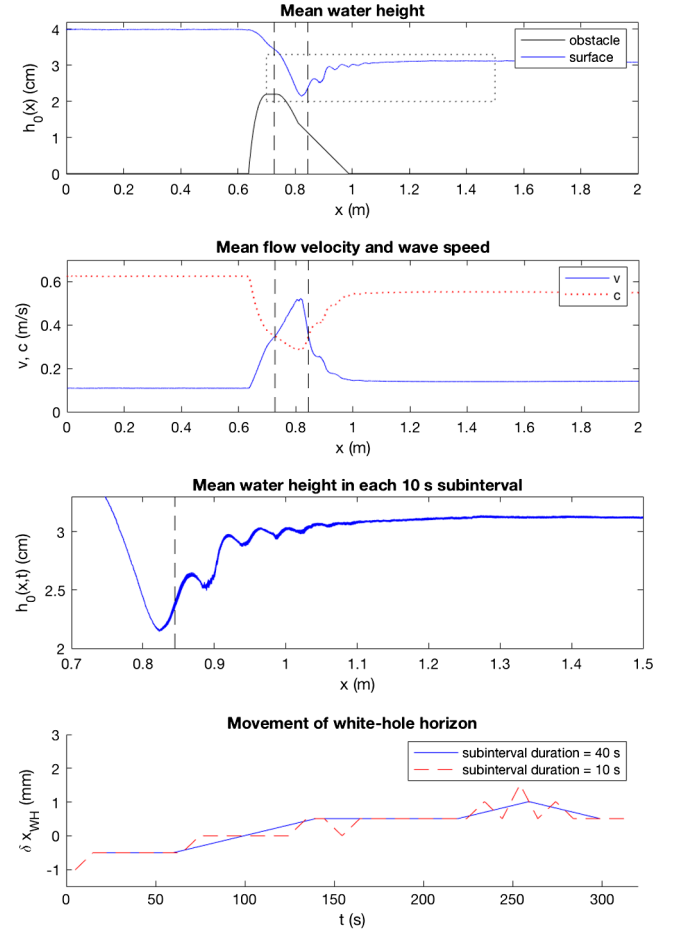 Mean water height
4
3
2
1
0
h0(x) (cm)
obstacle
surface
0 0.2 0.4 0.6 0.8 1 1.2 1.4 1.6 1.8 2
x (m)
Mean flow velocity and wave speed
0.6
0.4
0.2
0
v, c (m/s)
v
c
0 0.2 0.4 0.6 0.8 1 1.2 1.4 1.6 1.8 2
x (m)
Mean water height in each 10 s subinterval
3
2.5
2
h0(x,t) (cm)
0.7 0.8 0.9 1 1.1 1.2 1.3 1.4 1.5
x (m)
Movement of white-hole horizon
3
2
1
0
-1
δ xWH (mm)
subinterval duration = 40 s
subinterval duration = 10 s
0 50 100 150 200 250 300
t (s)